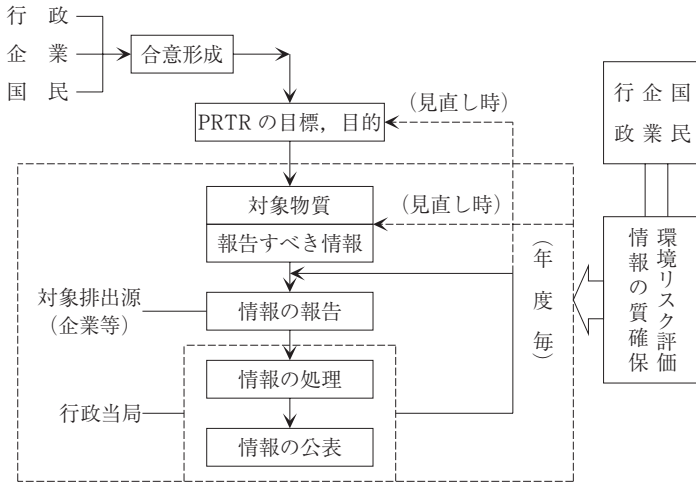 行 政
企 業
国 民
合意形成
PRTR の目標，目的
（見直し時）
対象物質
（見直し時）
報告すべき情報
対象排出源
（企業等）
情報の報告
情報の処理
行政当局
情報の公表
（年度毎）
国民
企業
行政
環境リスク評価
情報の質確保